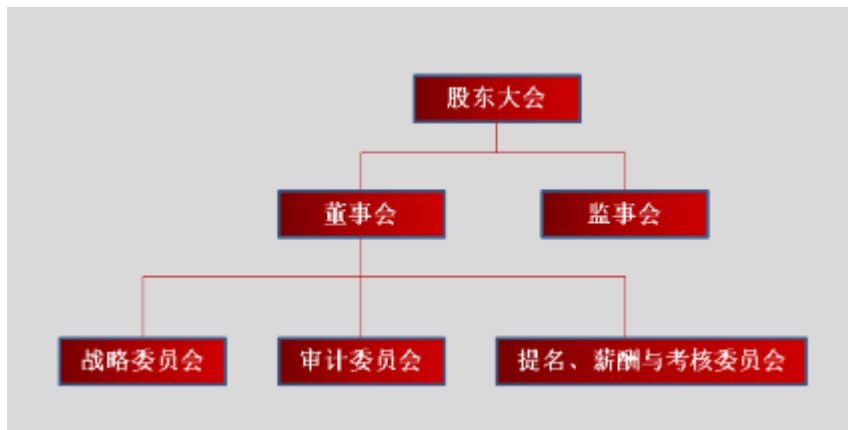 股东大会
董事会
监事会
战略委员会
审计委员会
提名、薪酬与考核委员会